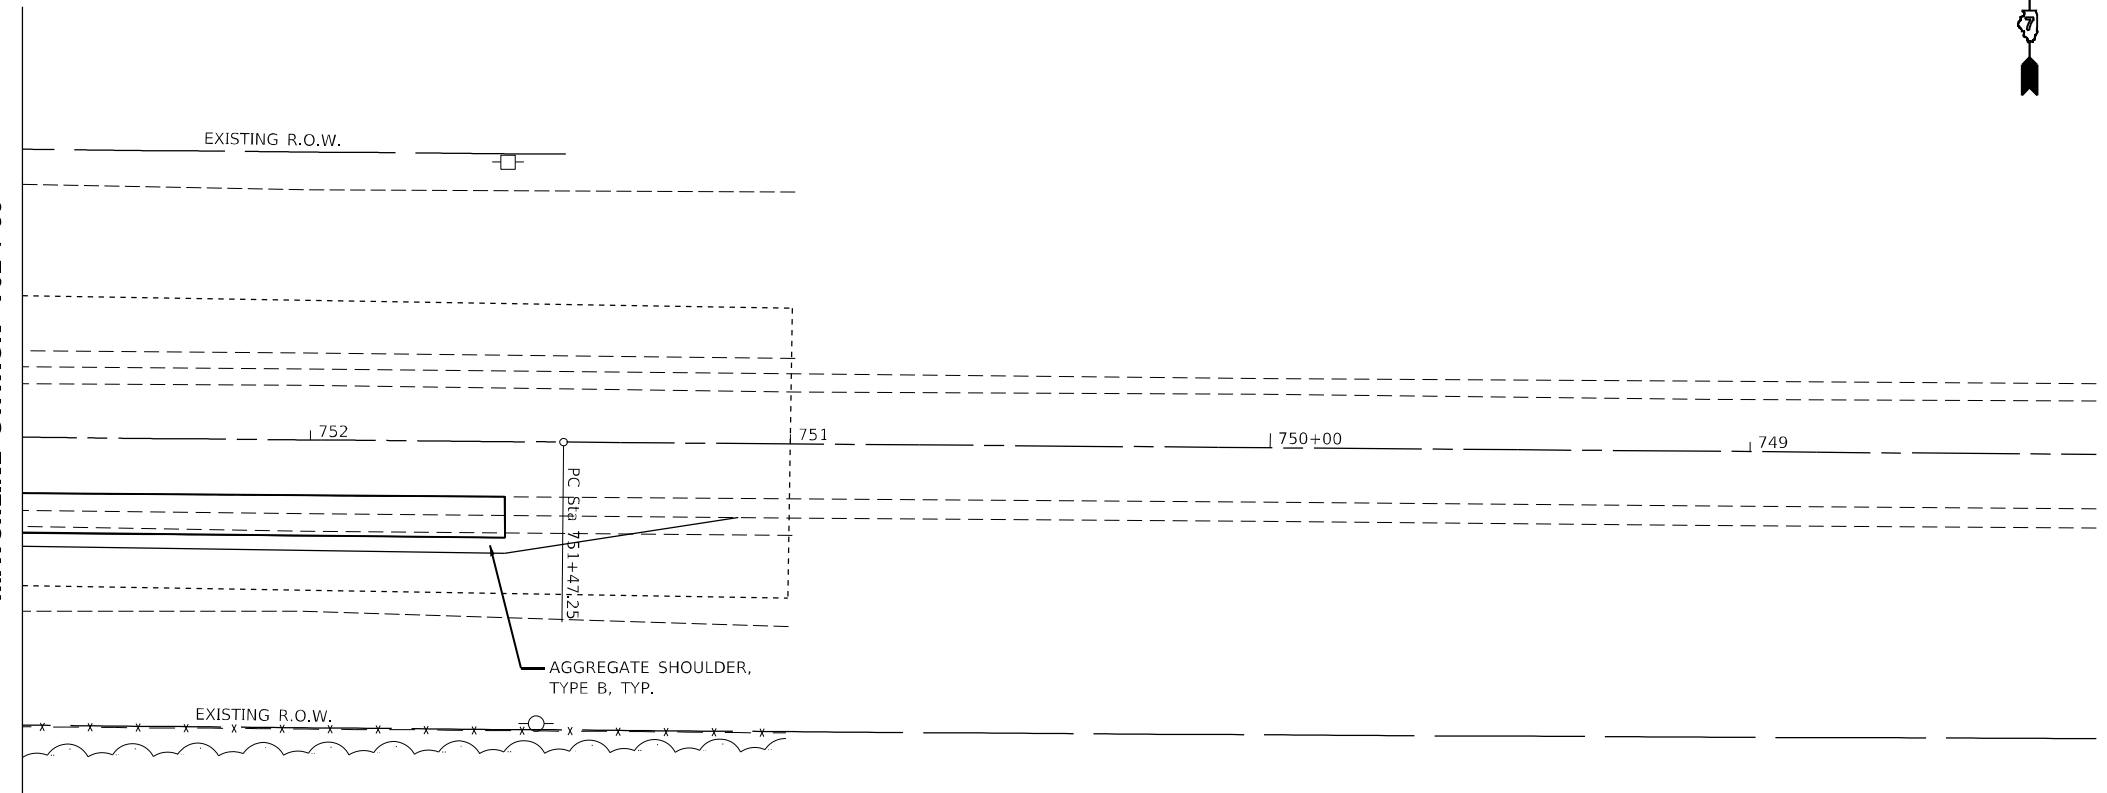 7
EXISTING R.O.W.
752
751
750+00
749
PC Sta 751+47.25
AGGREGATE SHOULDER,
TYPE B, TYP.
EXISTING R.O.W.